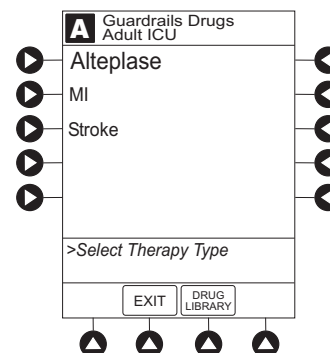 A
Guardrails Drugs
Adult ICU
Alteplase
MI
Stroke
>Select Therapy Type
EXIT
DRUG
LIBRARY